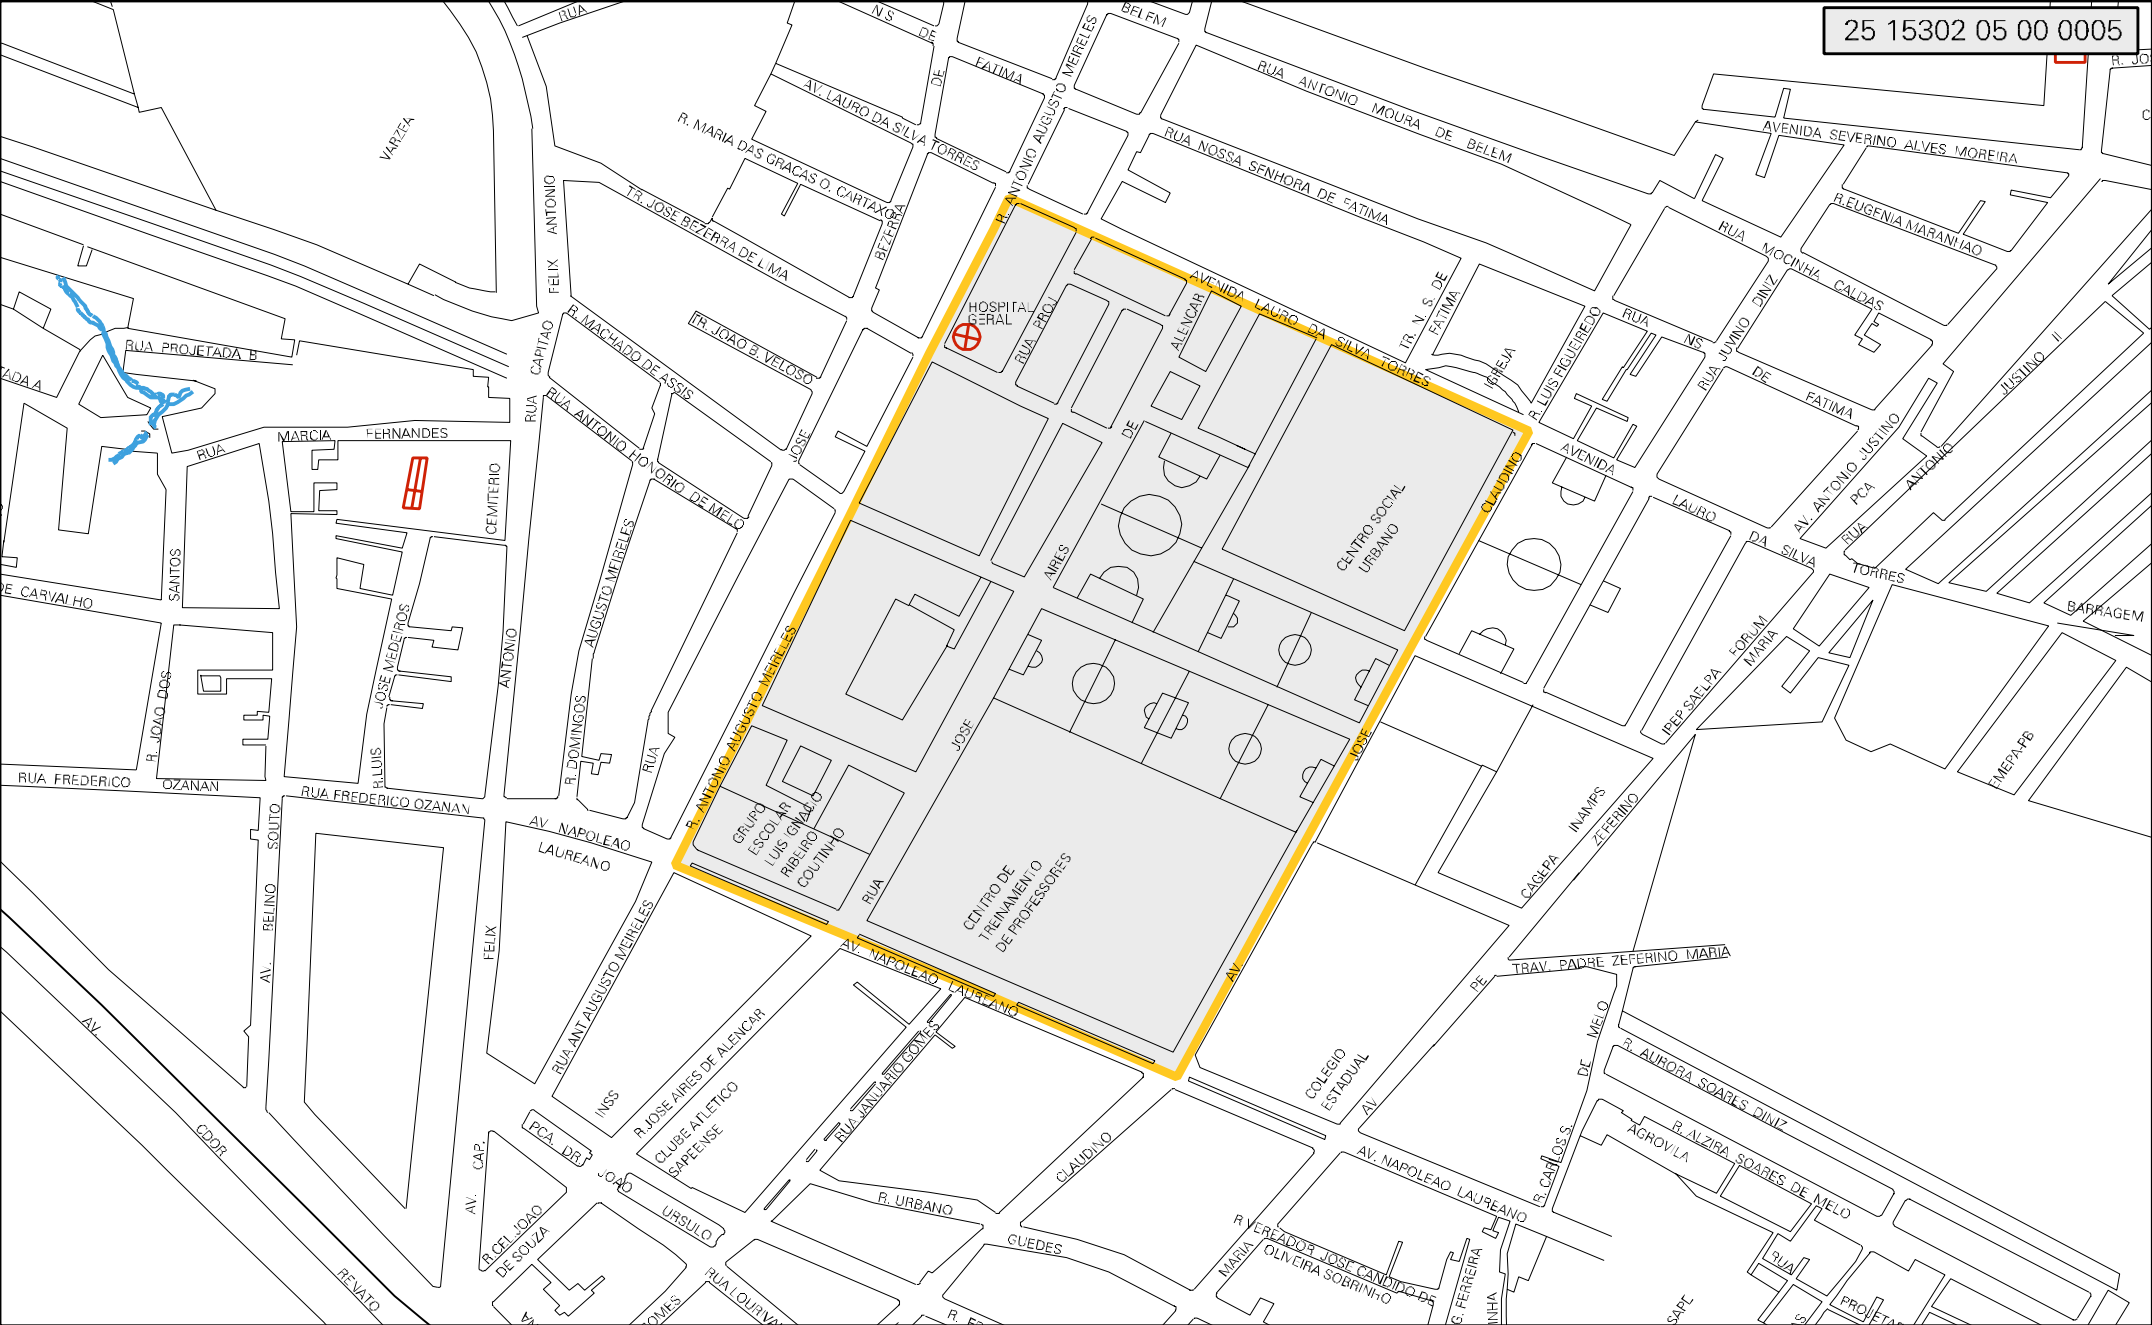 25 15302 05 00 0005
RUA
N S
DE
BELEM
R. JO
DE
FATIMA
R. ANTONIO AUGUSTO MEIRELES
RUA ANTONIO MOURA DE BELEM
AV. LAURO DA SILVA TORRES
VARZEA
R. MARIA DAS GRACAS O. CARTAXO
RUA NOSSA SENHORA DE FATIMA
AVENIDA SEVERINO ALVES MOREIRA
TR. JOSE BEZERRA DE LIMA
BEZERRA
FELIX ANTONIO
R.EUGENIA MARANHAO
RUA MOCINHA CALDAS
HOSPITAL
GERAL
RUA PROJ
ALENCAR
AVENIDA LAURO DA SILVA TORRES
TR. N. S. DE
FATIMA
IGREJA
R. LUIS FIGUEIREDO
RUA NS DE FATIMA
RUA JUVINO DINIZ
JUSTINO II
R. MACHADO DE ASSIS
TR. JOAO B. VELOSO
RUA PROJETADA B
TADA A
RUA CAPITAO
RUA ANTONIO HONORIO DE MELO
JOSE
RUA MARCIA FERNANDES
CEMITERIO
DE
AIRES
CENTRO SOCIAL
URBANO
CLAUDINO
AVENIDA LAURO DA SILVA TORRES
AV. ANTONIO JUSTINO
PCA
RUA ANTONIO
BARRAGEM
SANTOS
DE CARVALHO
AUGUSTO MEIRELES
JOSE MEDEIROS
ANTONIO
R. ANTONIO AUGUSTO MEIRELES
FORUM
MARIA
IPEP SAELPA
R. JOAO DOS
R.LUIS
R. DOMINGOS
RUA
JOSE
JOSE
EMEPA-PB
RUA FREDERICO OZANAN
RUA FREDERICO OZANAN
AV NAPOLEAO
LAUREANO
GRUPO
ESCOLAR
LUIS IGNACIO
RIBEIRO
COUTINHO
RUA
CENTRO DE
TREINAMENTO
DE PROFESSORES
INAMPS
ZEFERINO
CAGEPA
AV. BELINO SOUTO
FELIX
RUA ANT AUGUSTO MEIRELES
AV. NAPOLEAO LAUREANO
AV.
TRAV. PADRE ZEFERINO MARIA
PE
DE MELO
AV.
CDOR
REVATO
R.JOSE AIRES DE ALENCAR
RUA JANUARIO GOMES
COLEGIO
ESTADUAL
AV
R. AURORA SOARES DINIZ
INSS
CLUBE ATLETICO
SAPEENSE
PCA. DR. JOAO URSULO
AV. CAP.
R.CEL.JOAO
DE SOUZA
CLAUDINO
R. URBANO
GUEDES
AV. NAPOLEAO LAUREANO
R. CARLOS S.
AGROVILA
R. ALZIRA SOARES DE MELO
R.VEREADOR JOSE CANDIDO DE
OLIVEIRA SOBRINHO
MARIA
RUA LOURIVAL
OMES
G. FERREIRA
INHA
SAPE
RUA
PROJETA